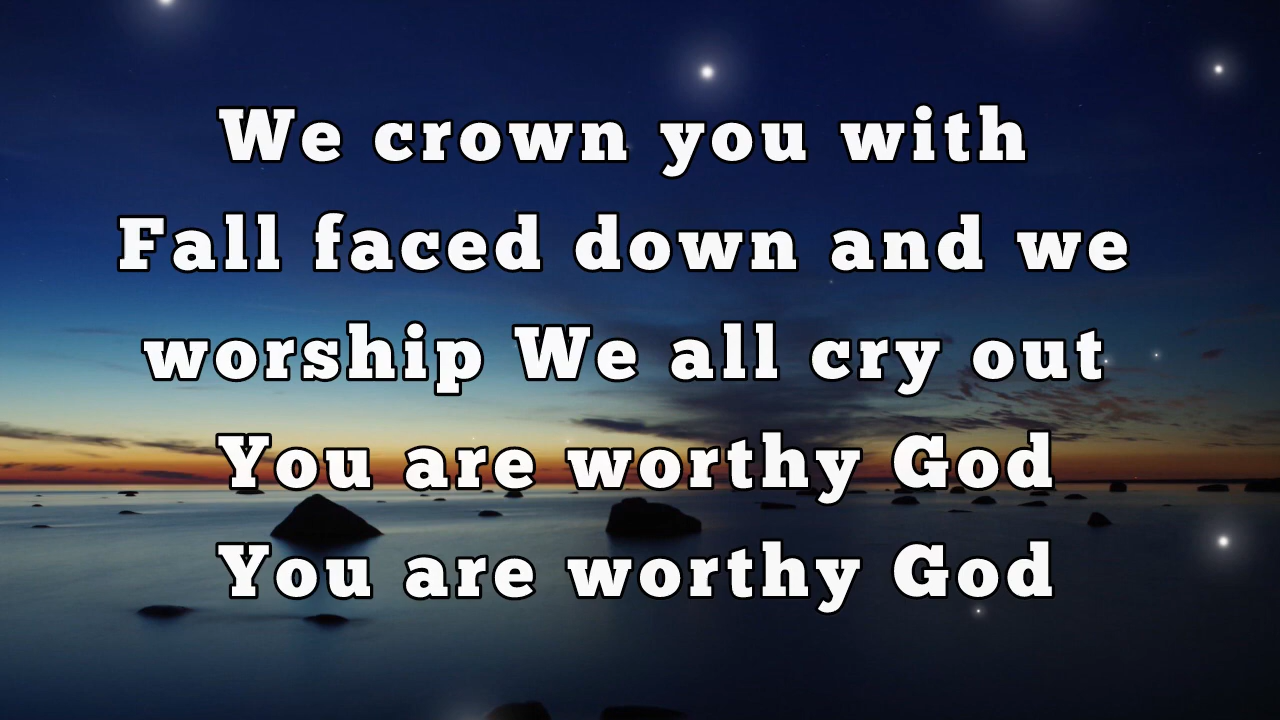 We crown you with
Fall faced down and we
worship We all cry out
You are worthy God
You are worthy God